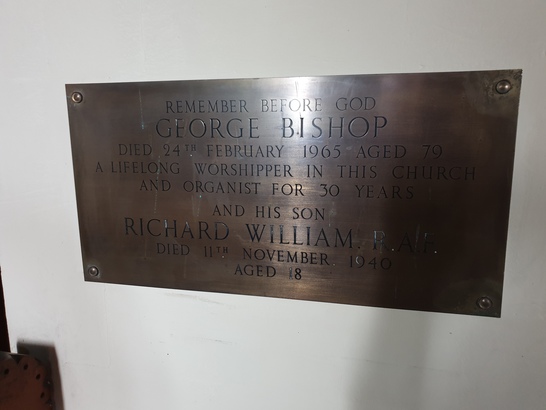 REMEMBER BEFORE GOD
GEORGE BISHOP
DIED 24TH FEBRUARY 1965 AGED 79
A LIFELONG WORSHIPPER IN THIS CHURCH
AND ORGANIST FOR 30 YEARS
AND HIS SON
RICHARD WILLIAM, R.A.F.
DIED 11TH NOVEMBER, 1940
AGED 18